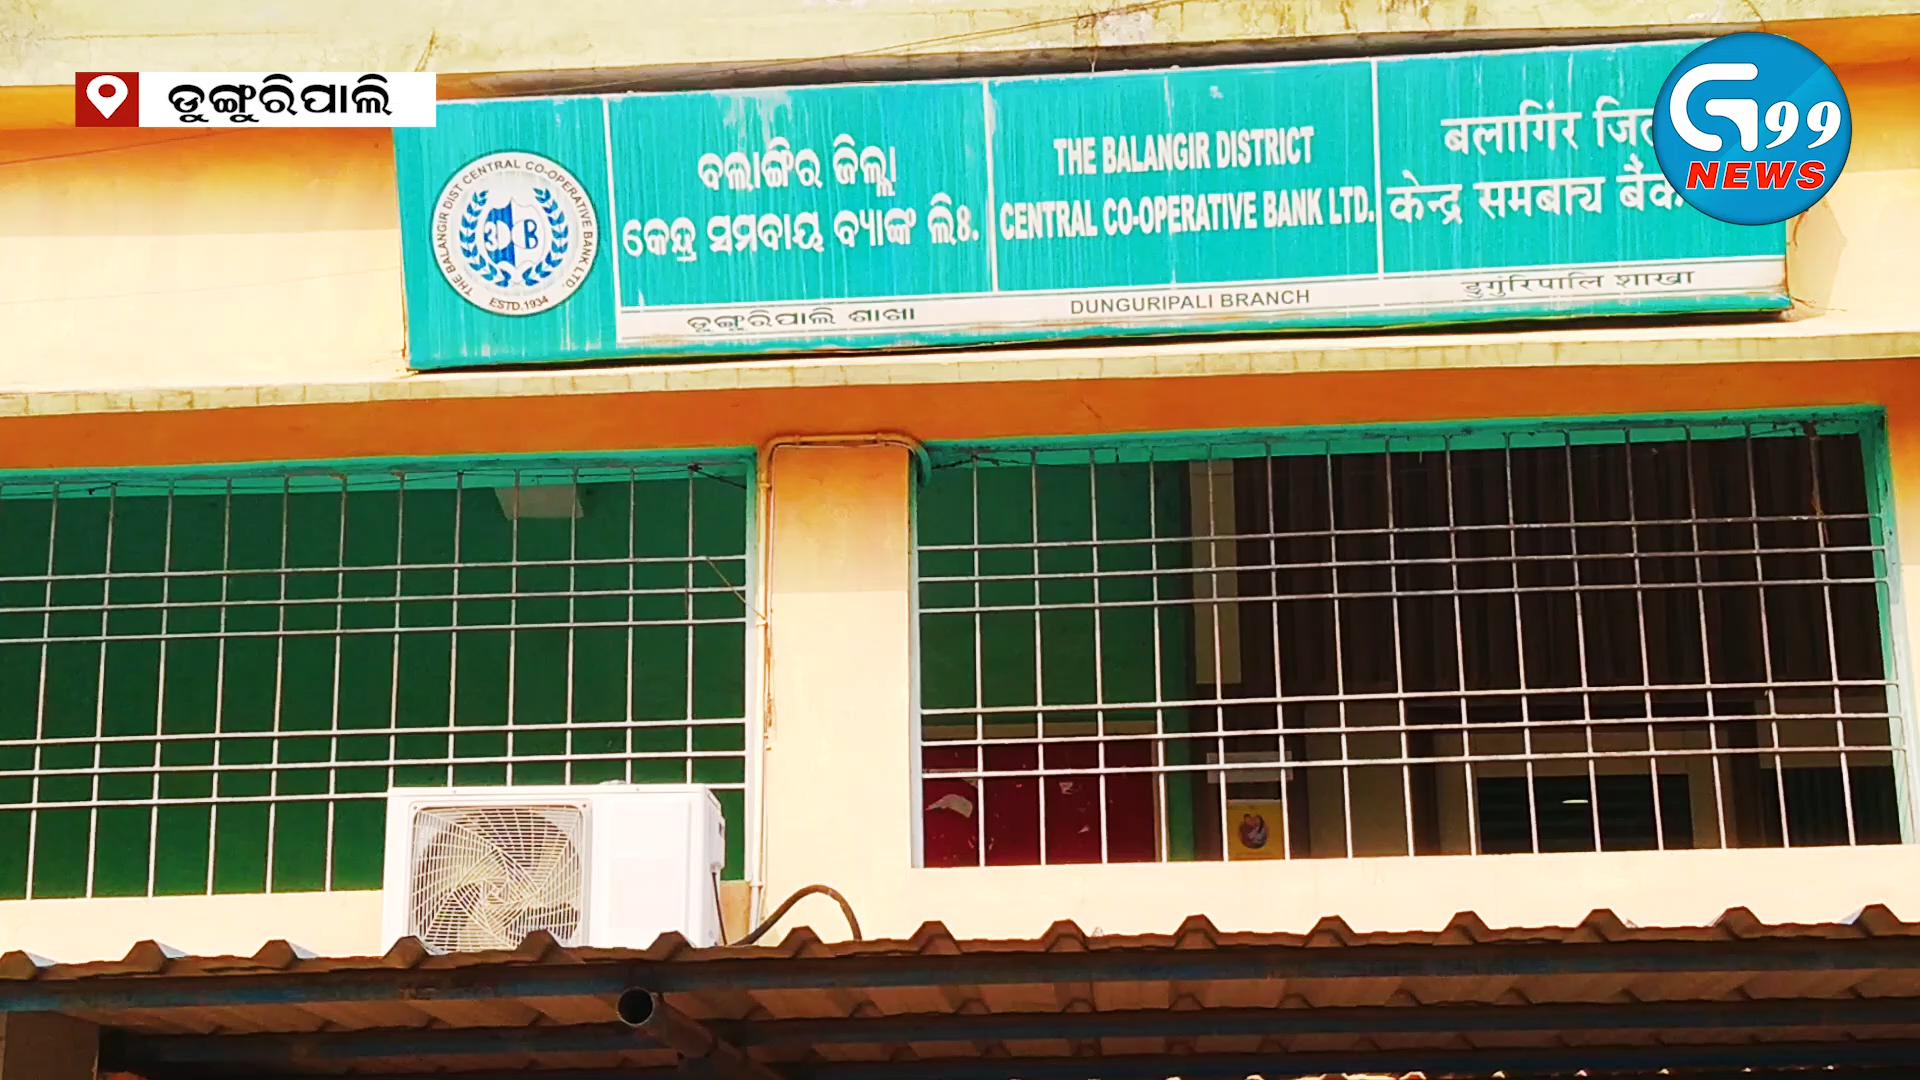 ଡୁଙ୍ଗୁରିପାଲି
G99
NEWS
THE BALANGIR DIST CENTRAL CO-OPERATIVE BANK LTD.
ESTD.1934
ବଲାଙ୍ଗିର ଜିଲ୍ଲା
କେନ୍ଦ୍ର ସମବାୟ ବ୍ୟାଙ୍କ ଲିଃ.
ଡୁଙ୍ଗୁରିପାଲି ଶାଖା
THE BALANGIR DISTRICT
CENTRAL CO-OPERATIVE BANK LTD.
DUNGURIPALI BRANCH
बलागिंर
केन्द्र समबाय बैंक
डुगुंरिपालि शाखा